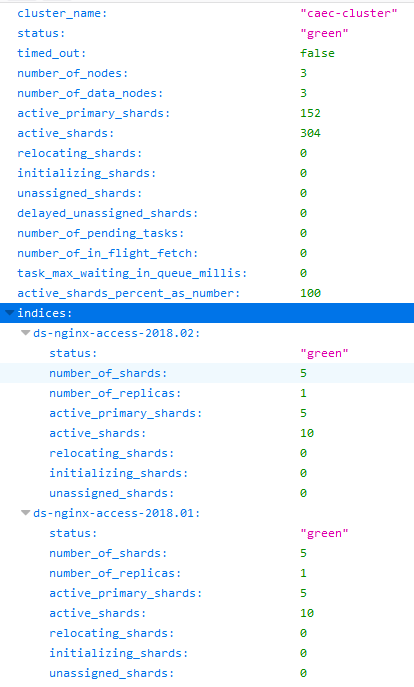 cluster_name: "caec-cluster"
status: "green"
timed_out: false
number_of_nodes: 3
number_of_data_nodes: 3
active_primary_shards: 152
active_shards: 304
relocating_shards: 0
initializing_shards: 0
unassigned_shards: 0
delayed_unassigned_shards: 0
number_of_pending_tasks: 0
number_of_in_flight_fetch: 0
task_max_waiting_in_queue_millis: 0
active_shards_percent_as_number: 100
indices:
ds-nginx-access-2018.02:
status: "green"
number_of_shards: 5
number_of_replicas: 1
active_primary_shards: 5
active_shards: 10
relocating_shards: 0
initializing_shards: 0
unassigned_shards: 0
ds-nginx-access-2018.01:
status: "green"
number_of_shards: 5
number_of_replicas: 1
active_primary_shards: 5
active_shards: 10
relocating_shards: 0
initializing_shards: 0
unassigned_shards: 0